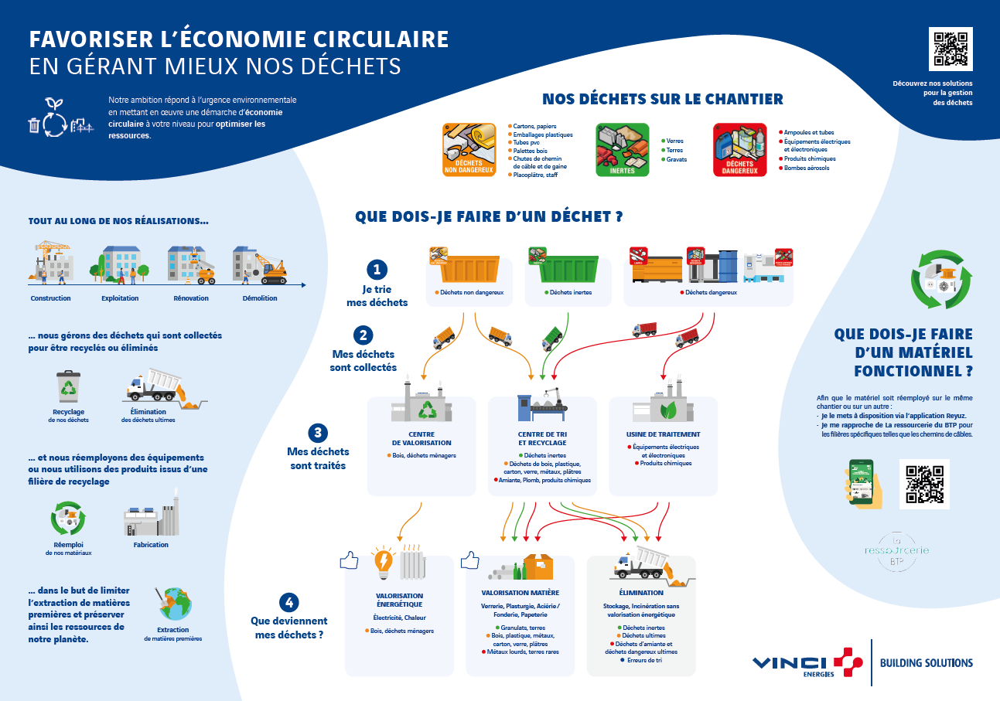 FAVORISER L'ÉCONOMIE CIRCULAIRE
EN GÉRANT MIEUX NOS DÉCHETS
Notre ambition répond à l'urgence environnementale
en mettant en œuvre une démarche d'économie
circulaire à votre niveau pour optimiser les
ressources.
Découvrez nos solutions
pour la gestion
des déchets
NOS DÉCHETS SUR LE CHANTIER
DÉCHETS
NON DANGEREUX
Cartons, papiers
Emballages plastiques
Tubes pvc
Palettes bois
Chutes de chemin
de câble et de gaine
Placoplâtre, staff
INERTES
Verres
Terres
Gravats
DÉCHETS
DANGEREUX
Ampoules et tubes
Équipements électriques
et électroniques
Produits chimiques
Bombes aérosols
TOUT AU LONG DE NOS RÉALISATIONS...
Construction
Exploitation
Rénovation
Démolition
... nous gérons des déchets qui sont collectés
pour être recyclés ou éliminés
Recyclage
de nos déchets
Élimination
des déchets ultimes
... et nous réemployons des équipements
ou nous utilisons des produits issus d'une
filière de recyclage
Réemploi
de nos matériaux
Fabrication
... dans le but de limiter
l'extraction de matières
premières et préserver
ainsi les ressources de
notre planète.
Extraction
de matières premières
QUE DOIS-JE FAIRE D'UN DÉCHET ?
1
Je trie
mes déchets
Déchets non dangereux
Déchets inertes
Déchets dangereux
2
Mes déchets
sont collectés
3
Mes déchets
sont traités
CENTRE
DE VALORISATION
Bois, déchets ménagers
CENTRE DE TRI
ET RECYCLAGE
Déchets inertes
Déchets de bois, plastique,
carton, verre, métaux, plâtres
Amiante, Plomb, produits chimiques
USINE DE TRAITEMENT
Équipements électriques
et électroniques
Produits chimiques
4
Que deviennent
mes déchets ?
VALORISATION
ÉNERGÉTIQUE
Électricité, Chaleur
Bois, déchets ménagers
VALORISATION MATIÈRE
Verrerie, Plasturgie, Aciérie/
Fonderie, Papeterie
Granulats, terres
Bois, plastique, métaux,
carton, verre, plâtres
Métaux lourds, terres rares
ÉLIMINATION
Stockage, Incinération sans
valorisation énergétique
Déchets inertes
Déchets ultimes
Déchets d'amiante et
déchets dangereux ultimes
Erreurs de tri
QUE DOIS-JE FAIRE
D'UN MATÉRIEL
FONCTIONNEL ?
Afin que le matériel soit réemployé sur le même
chantier ou sur un autre :
- Je le mets à disposition via l'application Reyuz.
- Je me rapproche de La ressourcerie du BTP pour
les filières spécifiques telles que les chemins de câbles.
La
ressourcerie
BTP
VINCI
ENERGIES
BUILDING SOLUTIONS